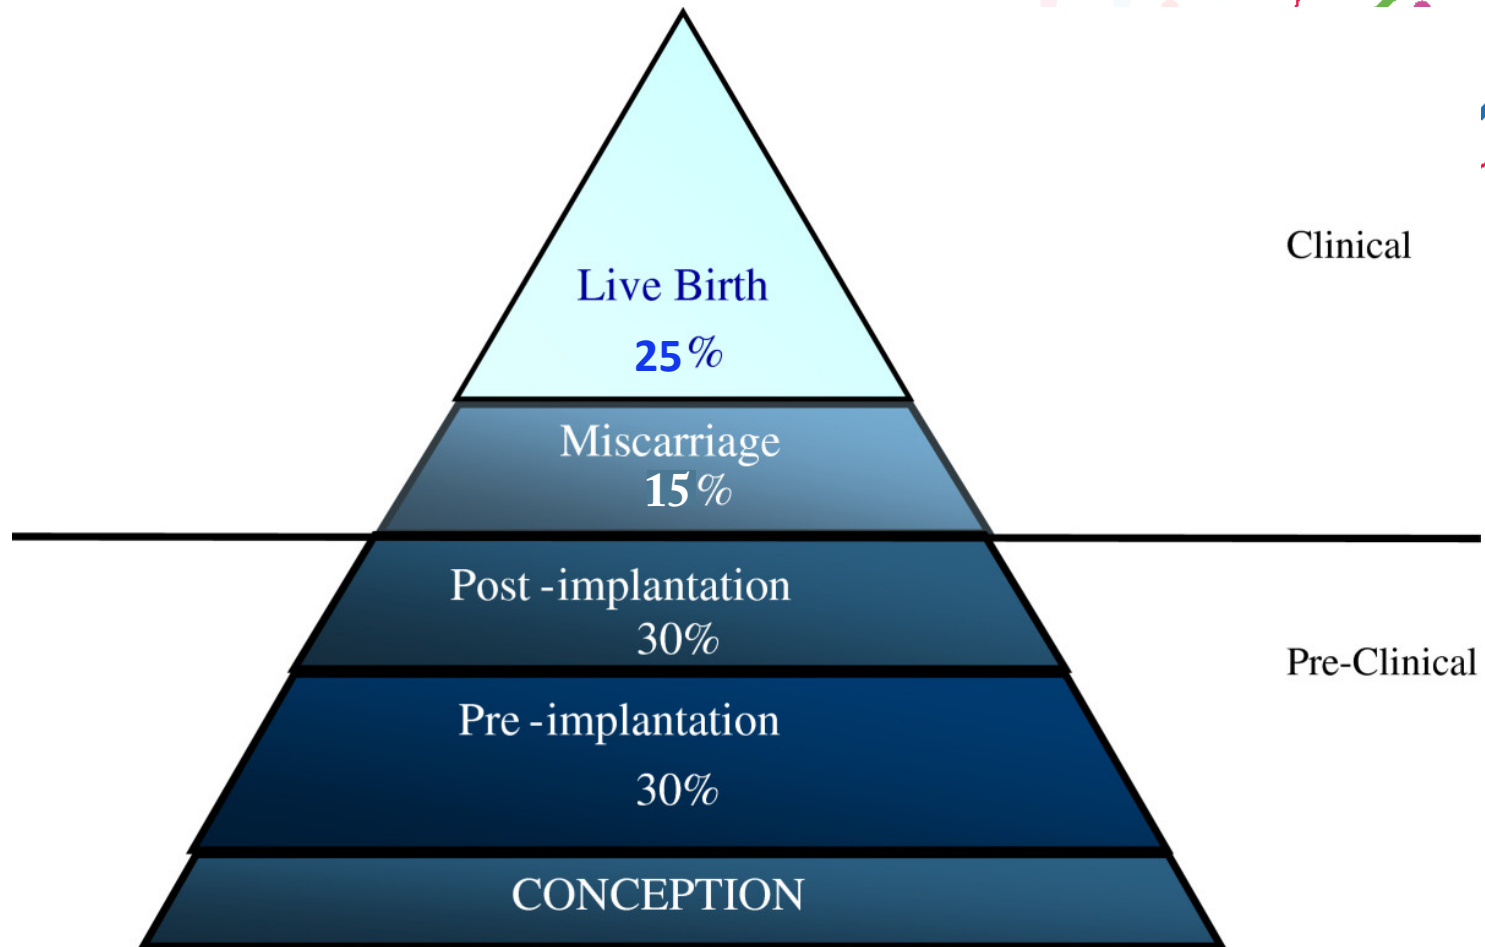 Clinical
Live Birth
25%
Miscarriage
15%
Post -implantation
30%
Pre-Clinical
Pre -implantation
30%
CONCEPTION